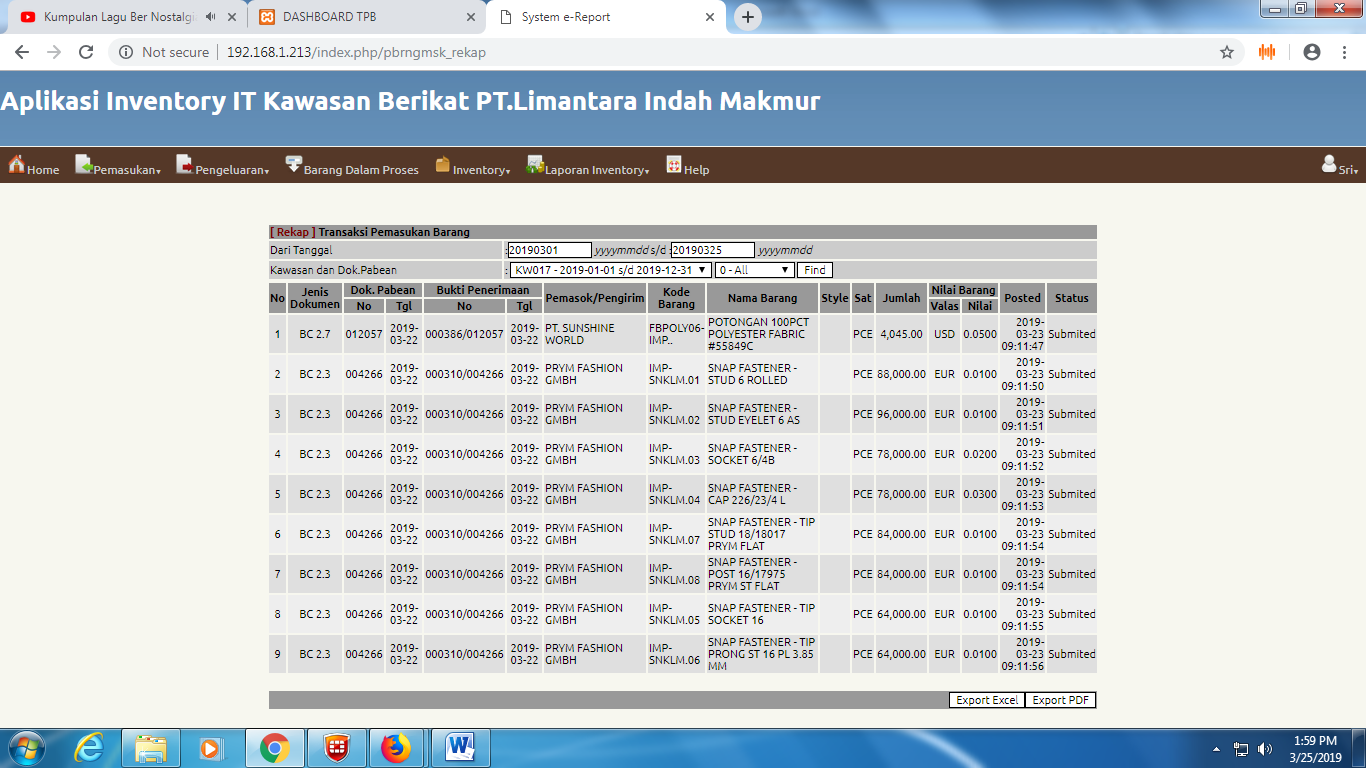 Kumpulan Lagu Ber Nostalgi
DASHBOARD TPB
System e-Report
Not secure | 192.168.1.213/index.php/pbrngmsk_rekap
Aplikasi Inventory IT Kawasan Berikat PT.Limantara Indah Makmur
Home Pemasukan Pengeluaran Barang Dalam Proses Inventory Laporan Inventory Help Sri
[ Rekap ] Transaksi Pemasukan Barang
Dari Tanggal :20190301 yyyymmdd s/d :20190325 yyyymmdd
Kawasan dan Dok.Pabean : KW017 - 2019-01-01 s/d 2019-12-31 0 - All Find
No Jenis Dokumen Dok. Pabean No Tgl Bukti Penerimaan No Tgl Pemasok/Pengirim Kode Barang Nama Barang Style Sat Jumlah Nilai Barang Valas Nilai Posted Status
1 BC 2.7 012057 2019-03-22 000386/012057 2019-03-22 PT. SUNSHINE WORLD FBPOLY06-IMP.. POTONGAN 100PCT POLYESTER FABRIC #55849C PCE 4,045.00 USD 0.0500 2019-03-23 09:11:47 Submited
2 BC 2.3 004266 2019-03-22 000310/004266 2019-03-22 PRYM FASHION GMBH IMP-SNKLM.01 SNAP FASTENER - STUD 6 ROLLED PCE 88,000.00 EUR 0.0100 2019-03-23 09:11:50 Submited
3 BC 2.3 004266 2019-03-22 000310/004266 2019-03-22 PRYM FASHION GMBH IMP-SNKLM.02 SNAP FASTENER - STUD EYELET 6 AS PCE 96,000.00 EUR 0.0100 2019-03-23 09:11:51 Submited
4 BC 2.3 004266 2019-03-22 000310/004266 2019-03-22 PRYM FASHION GMBH IMP-SNKLM.03 SNAP FASTENER - SOCKET 6/4B PCE 78,000.00 EUR 0.0200 2019-03-23 09:11:52 Submited
5 BC 2.3 004266 2019-03-22 000310/004266 2019-03-22 PRYM FASHION GMBH IMP-SNKLM.04 SNAP FASTENER - CAP 226/23/4 L PCE 78,000.00 EUR 0.0300 2019-03-23 09:11:53 Submited
6 BC 2.3 004266 2019-03-22 000310/004266 2019-03-22 PRYM FASHION GMBH IMP-SNKLM.07 SNAP FASTENER - TIP STUD 18/18017 PRYM FLAT PCE 84,000.00 EUR 0.0100 2019-03-23 09:11:54 Submited
7 BC 2.3 004266 2019-03-22 000310/004266 2019-03-22 PRYM FASHION GMBH IMP-SNKLM.08 SNAP FASTENER - POST 16/17975 PRYM ST FLAT PCE 84,000.00 EUR 0.0100 2019-03-23 09:11:54 Submited
8 BC 2.3 004266 2019-03-22 000310/004266 2019-03-22 PRYM FASHION GMBH IMP-SNKLM.05 SNAP FASTENER - TIP SOCKET 16 PCE 64,000.00 EUR 0.0100 2019-03-23 09:11:55 Submited
9 BC 2.3 004266 2019-03-22 000310/004266 2019-03-22 PRYM FASHION GMBH IMP-SNKLM.06 SNAP FASTENER - TIP PRONG ST 16 PL 3.85 MM PCE 64,000.00 EUR 0.0100 2019-03-23 09:11:56 Submited
Export Excel Export PDF
1:59 PM
3/25/2019